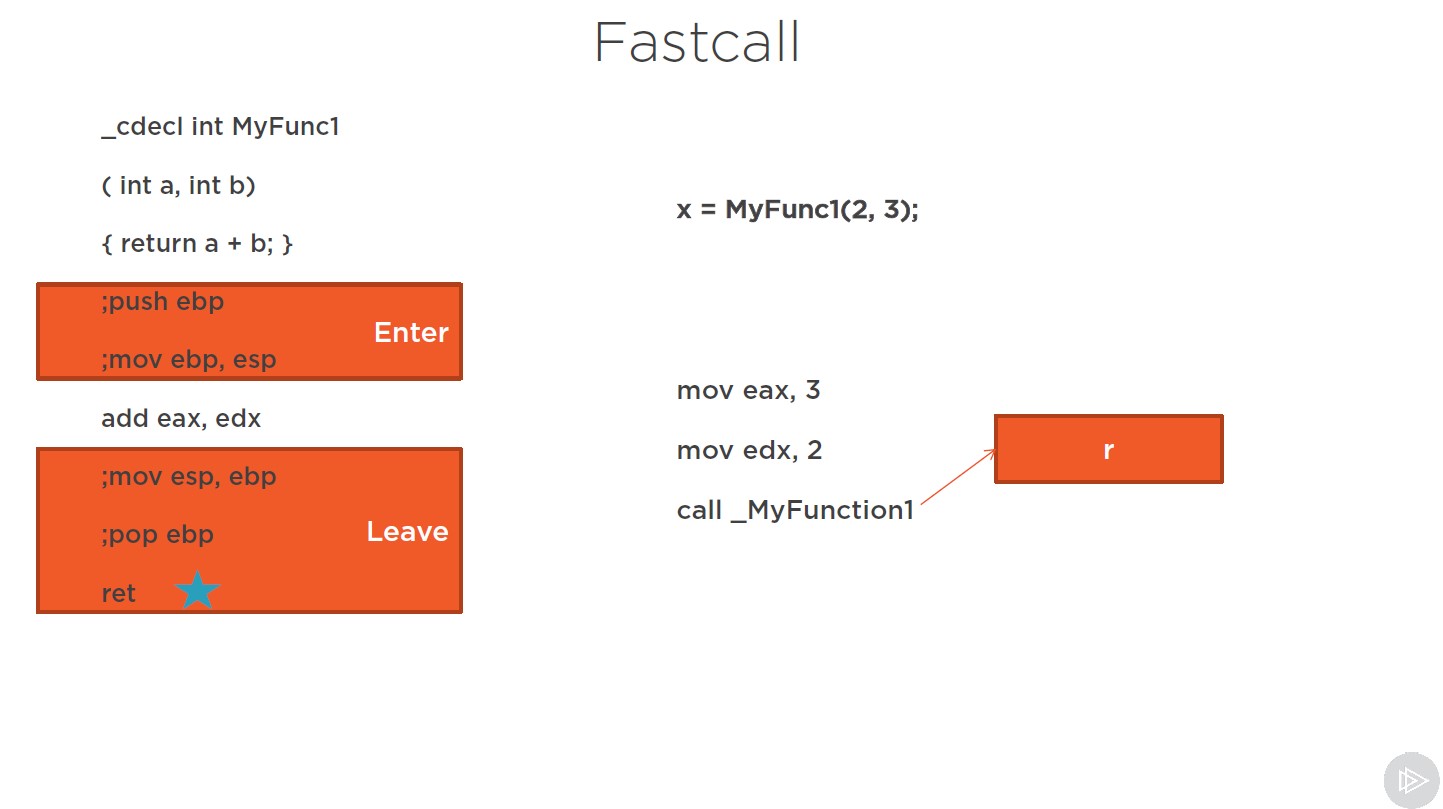 Fastcall
_cdecl int MyFunc1
( int a, int b)
{ return a + b; }
;push ebp
Enter
;mov ebp, esp
add eax, edx
;mov esp, ebp
;pop ebp
Leave
ret
x = MyFunc1(2, 3);
mov eax, 3
mov edx, 2
call _MyFunction1
r